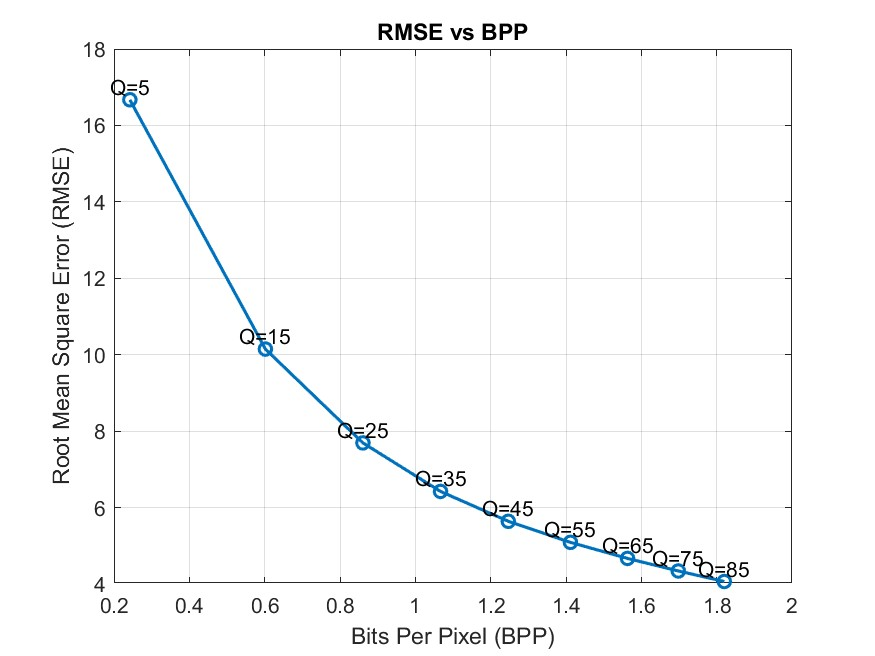 RMSE vs BPP
Root Mean Square Error (RMSE)
18
16
14
12
10
8
6
4
Q=5
Q=15
Q=25
Q=35
Q=45
Q=55
Q=65
Q=75
Q=85
0.2 0.4 0.6 0.8 1 1.2 1.4 1.6 1.8 2
Bits Per Pixel (BPP)